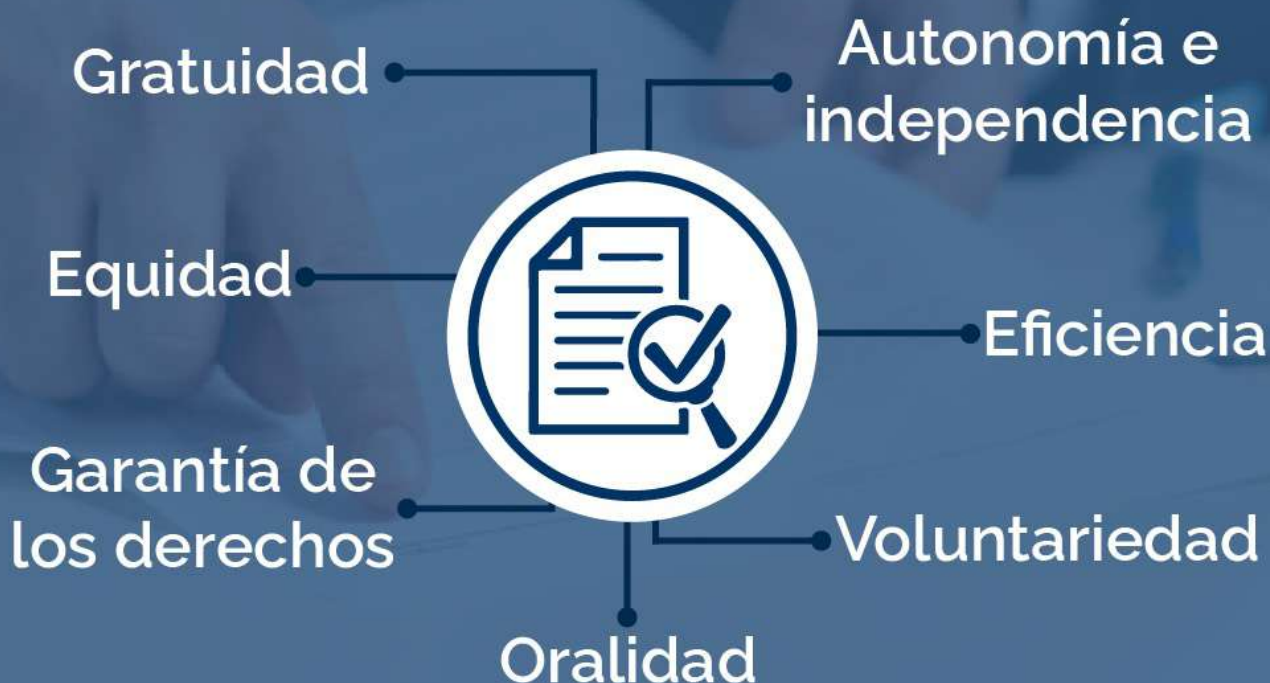 Gratuidad
Autonomía e
independencia
Equidad
Eficiencia
Garantía de
los derechos
Voluntariedad
Oralidad